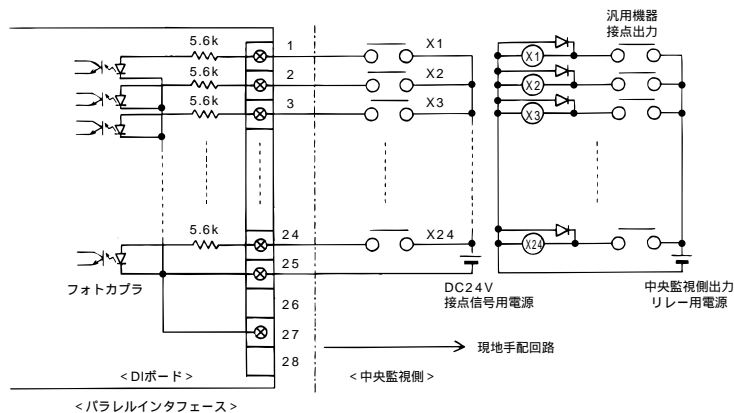 汎用機器
接点出力
5.6k 1 X1 X1
5.6k 2 X2 X2
5.6k 3 X3 X3
5.6k 24 X24 X24
25
フォトカプラ
DC24V
接点信号用電源
中央監視側出力
リレー用電源
26
27
現地手配回路
28
<DIボード>
<中央監視側>
<パラレルインタフェース>